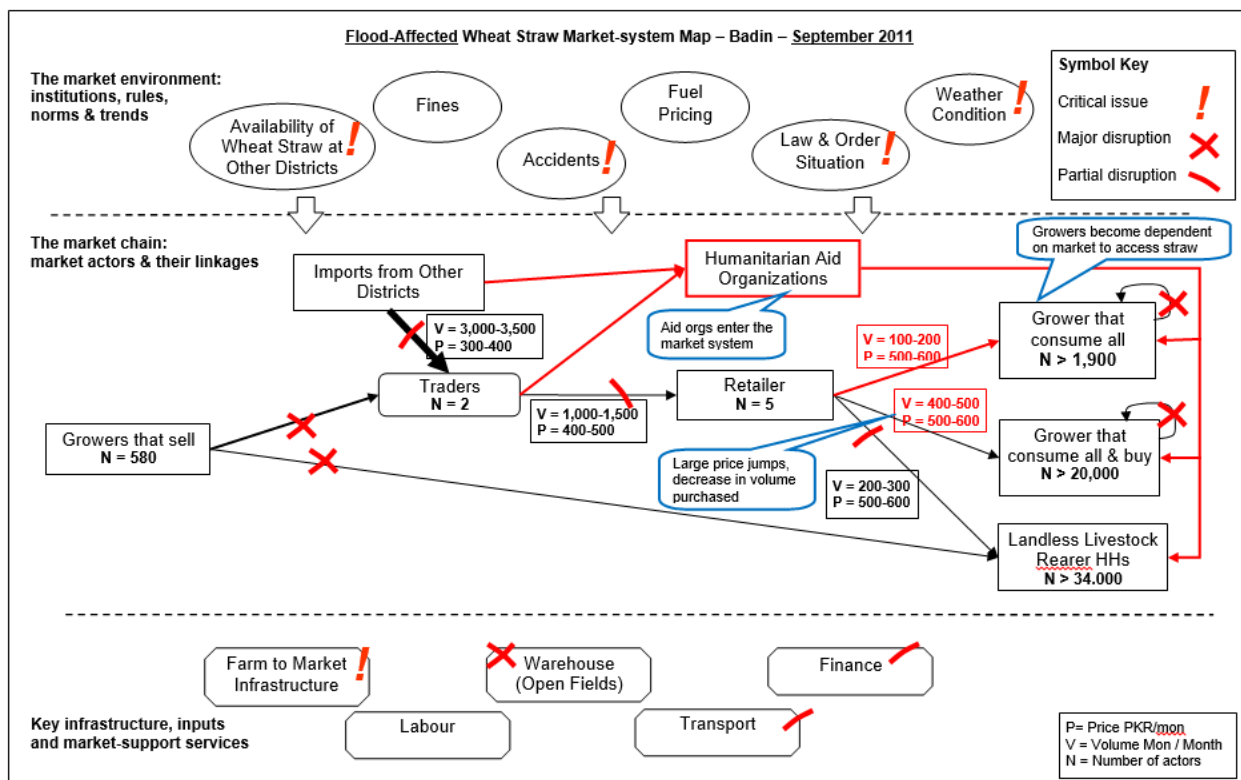 Flood-Affected Wheat Straw Market-system Map – Badin – September 2011
The market environment:
institutions, rules,
norms & trends
Availability of
Wheat Straw at
Other Districts
Fines
Accidents
Fuel
Pricing
Law & Order
Situation
Weather
Condition
Symbol Key
Critical issue
Major disruption
Partial disruption
The market chain:
market actors & their linkages
Imports from Other
Districts
Humanitarian Aid
Organizations
Growers become dependent
on market to access straw
Aid orgs enter the
market system
V = 3,000-3,500
P = 300-400
Grower that
consume all
N > 1,900
V = 100-200
P = 500-600
Traders
N = 2
Retailer
N = 5
V = 1,000-1,500
P = 400-500
V = 400-500
P = 500-600
Growers that sell
N = 580
Grower that
consume all & buy
N > 20,000
Large price jumps,
decrease in volume
purchased
V = 200-300
P = 500-600
Landless Livestock
Rearer HHs
N > 34.000
Farm to Market
Infrastructure
Warehouse
(Open Fields)
Finance
Labour
Transport
Key infrastructure, inputs
and market-support services
P= Price PKR/mon
V = Volume Mon / Month
N = Number of actors